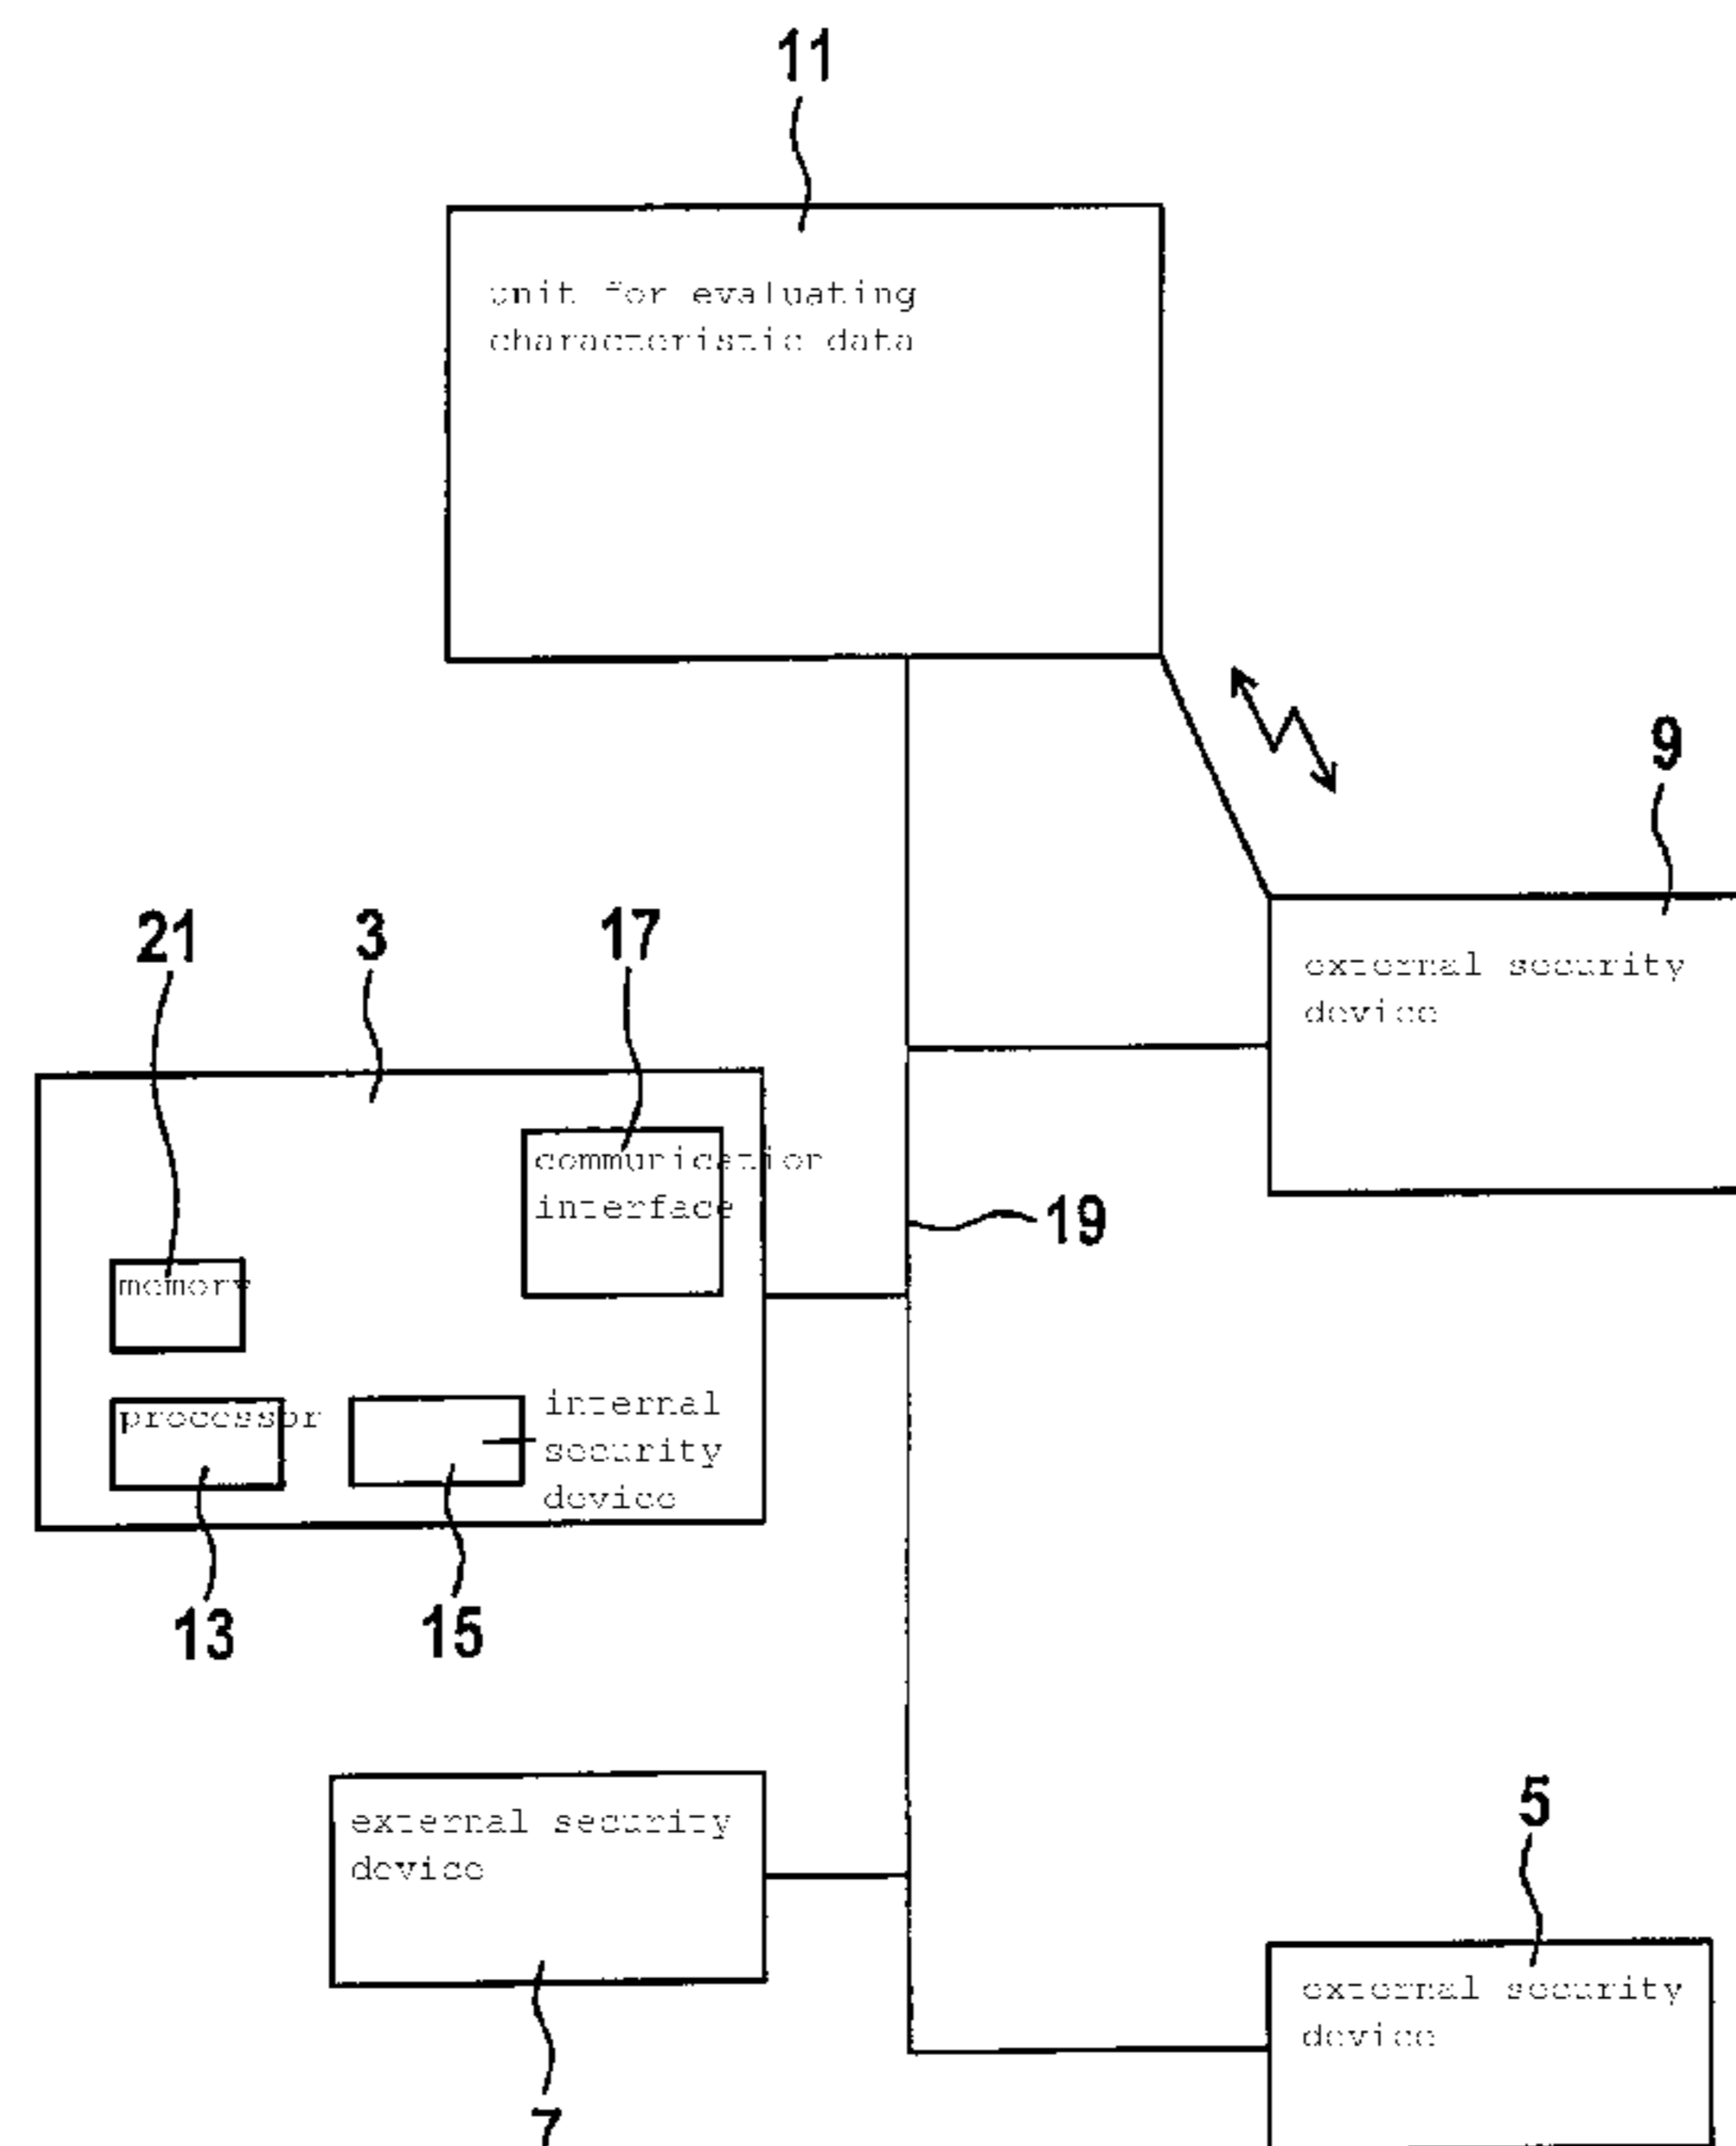 11
unit for evaluating
characteristic data
9
external security
device
21
3
17
communication
interface
19
memory
processor
internal
security
device
13
15
external security
device
7
5
external security
device